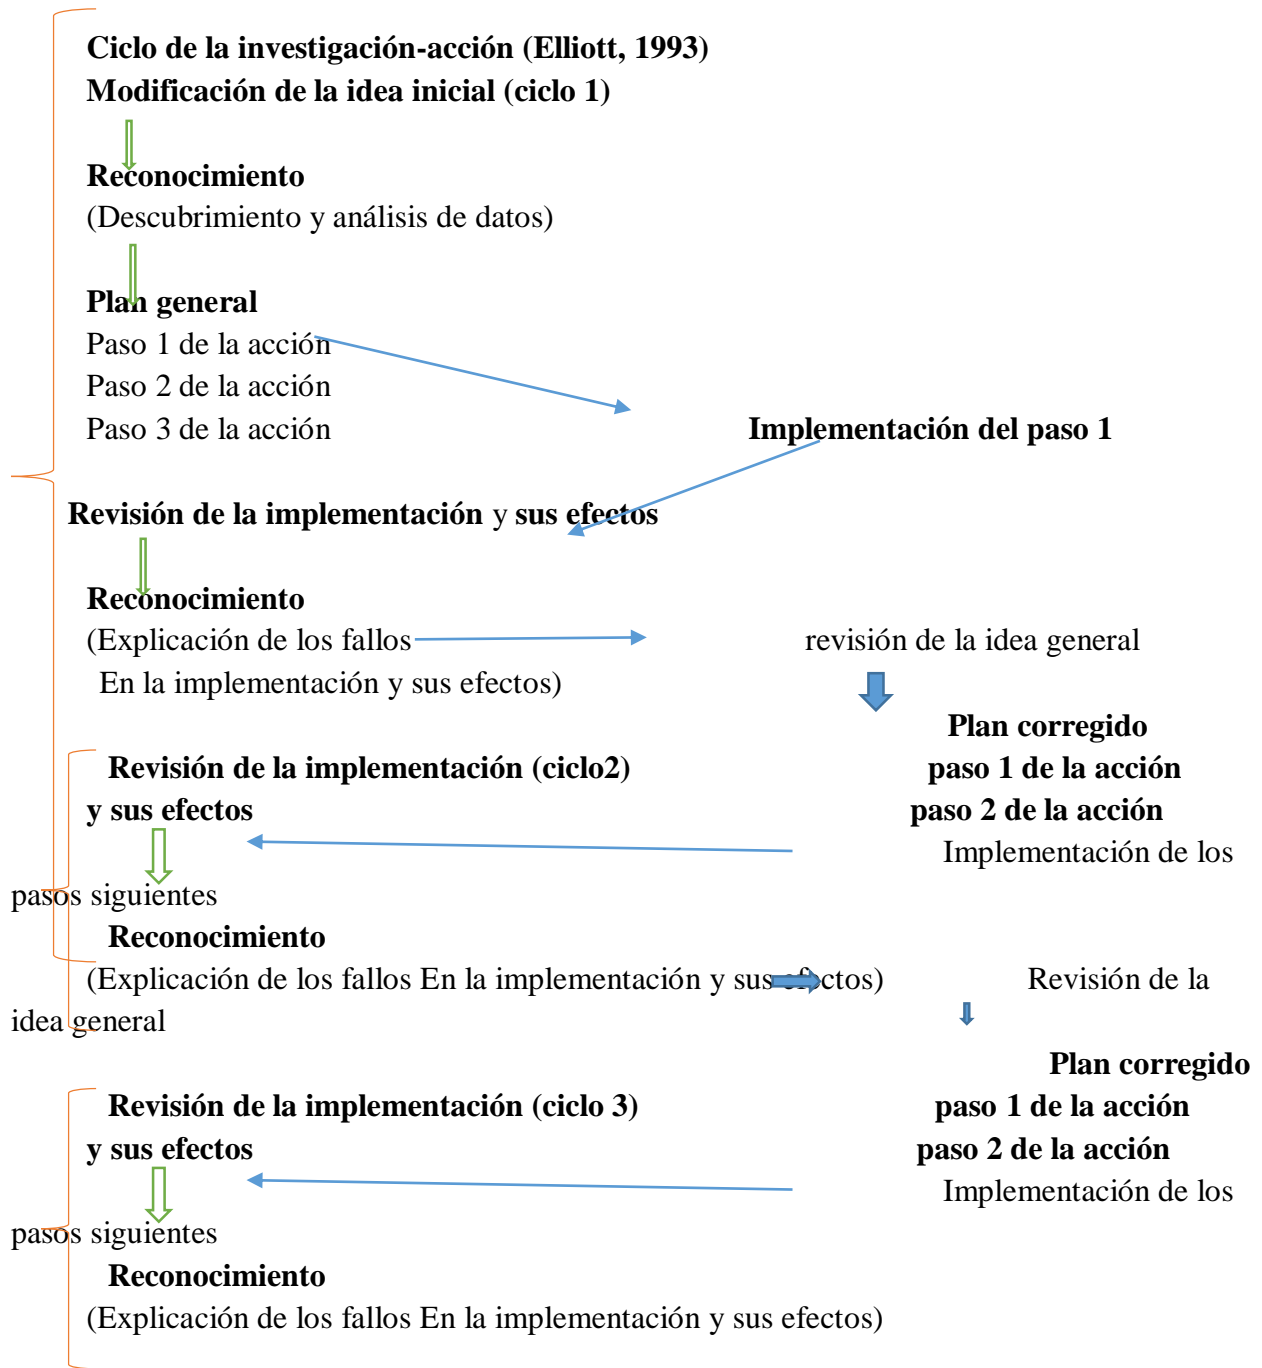 Ciclo de la investigación-acción (Elliott, 1993)
Modificación de la idea inicial (ciclo 1)
Reconocimiento
(Descubrimiento y análisis de datos)
Plan general
Paso 1 de la acción
Paso 2 de la acción
Paso 3 de la acción Implementación del paso 1
Revisión de la implementación y sus efectos
Reconocimiento
(Explicación de los fallos revisión de la idea general
En la implementación y sus efectos)
Plan corregido
Revisión de la implementación (ciclo2) paso 1 de la acción
y sus efectos paso 2 de la acción
Implementación de los
pasos siguientes
Reconocimiento
(Explicación de los fallos En la implementación y sus efectos) Revisión de la
idea general
Plan corregido
Revisión de la implementación (ciclo 3) paso 1 de la acción
y sus efectos paso 2 de la acción
Implementación de los
pasos siguientes
Reconocimiento
(Explicación de los fallos En la implementación y sus efectos)